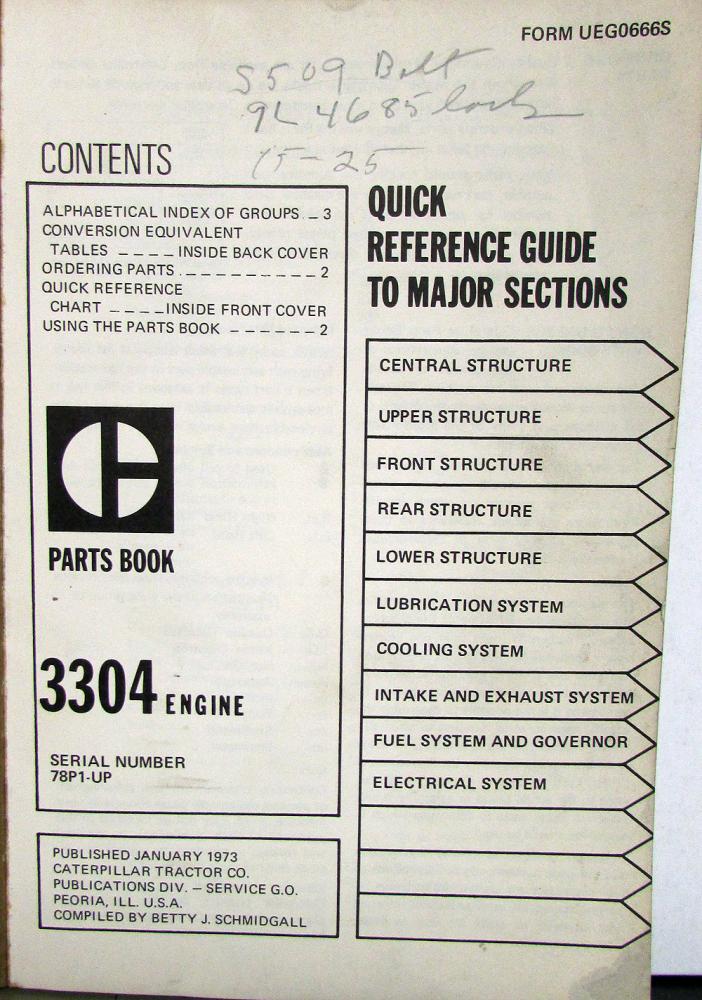 FORM UEG0666S
S509 Bolt
9L 4685 lock
15-25
CONTENTS
ALPHABETICAL INDEX OF GROUPS _ 3
CONVERSION EQUIVALENT
TABLES _ _ _ _ INSIDE BACK COVER
ORDERING PARTS _ _ _ _ _ _ _ _ _ 2
QUICK REFERENCE
CHART _ _ _ _ INSIDE FRONT COVER
USING THE PARTS BOOK _ _ _ _ _ _ 2
PARTS BOOK
3304 ENGINE
SERIAL NUMBER
78P1-UP
PUBLISHED JANUARY 1973
CATERPILLAR TRACTOR CO.
PUBLICATIONS DIV. – SERVICE G.O.
PEORIA, ILL. U.S.A.
COMPILED BY BETTY J. SCHMIDGALL
QUICK
REFERENCE GUIDE
TO MAJOR SECTIONS
CENTRAL STRUCTURE
UPPER STRUCTURE
FRONT STRUCTURE
REAR STRUCTURE
LOWER STRUCTURE
LUBRICATION SYSTEM
COOLING SYSTEM
INTAKE AND EXHAUST SYSTEM
FUEL SYSTEM AND GOVERNOR
ELECTRICAL SYSTEM